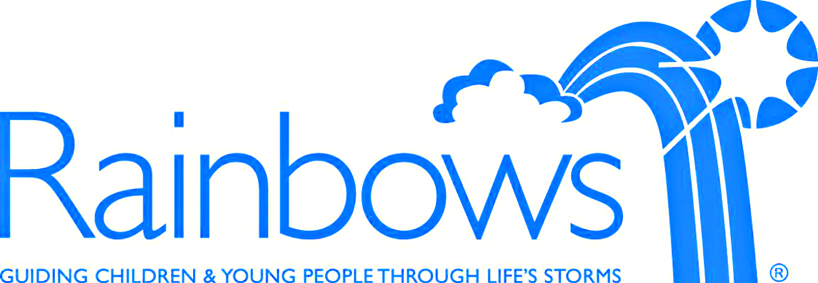 Rainbows
GUIDING CHILDREN & YOUNG PEOPLE THROUGH LIFE'S STORMS ®